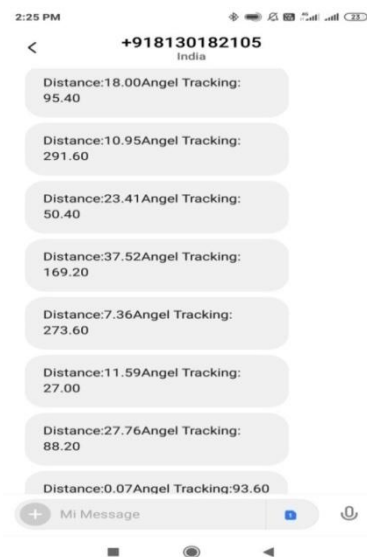 2:25 PM
23
+918130182105
India
Distance:18.00Angel Tracking:
95.40
Distance:10.95Angel Tracking:
291.60
Distance:23.41Angel Tracking:
50.40
Distance:37.52Angel Tracking:
169.20
Distance:7.36Angel Tracking:
273.60
Distance:11.59Angel Tracking:
27.00
Distance:27.76Angel Tracking:
88.20
Distance:0.07Angel Tracking:93.60
Mi Message
1